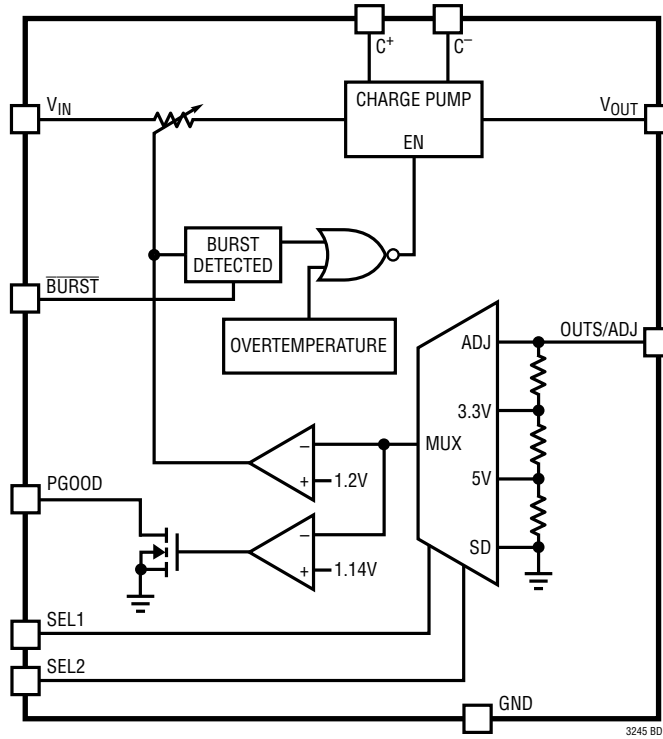 C⁺
C⁻
VIN
CHARGE PUMP
EN
VOUT
BURST
DETECTED
BURST
OVERTEMPERATURE
ADJ
OUTS/ADJ
3.3V
MUX
–
+
1.2V
5V
PGOOD
–
+
1.14V
SD
SEL1
SEL2
GND
3245 BD